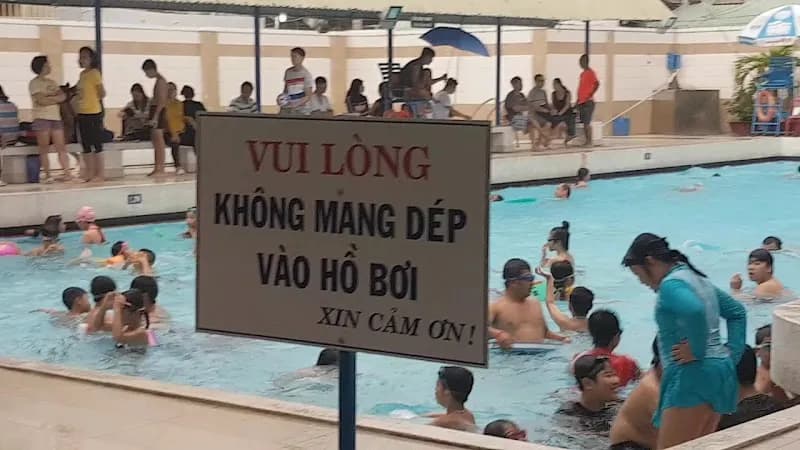 VUI LÒNG
KHÔNG MANG DÉP
VÀO HỒ BƠI
XIN CẢM ƠN!